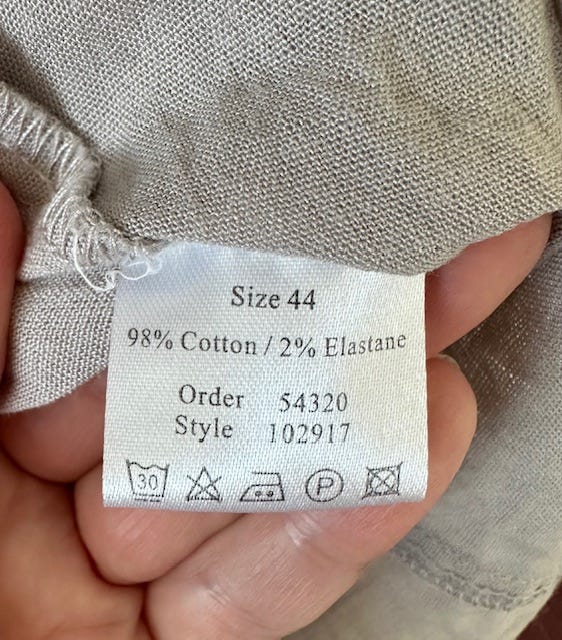 Size 44
98% Cotton / 2% Elastane
Order 54320
Style 102917
30 P